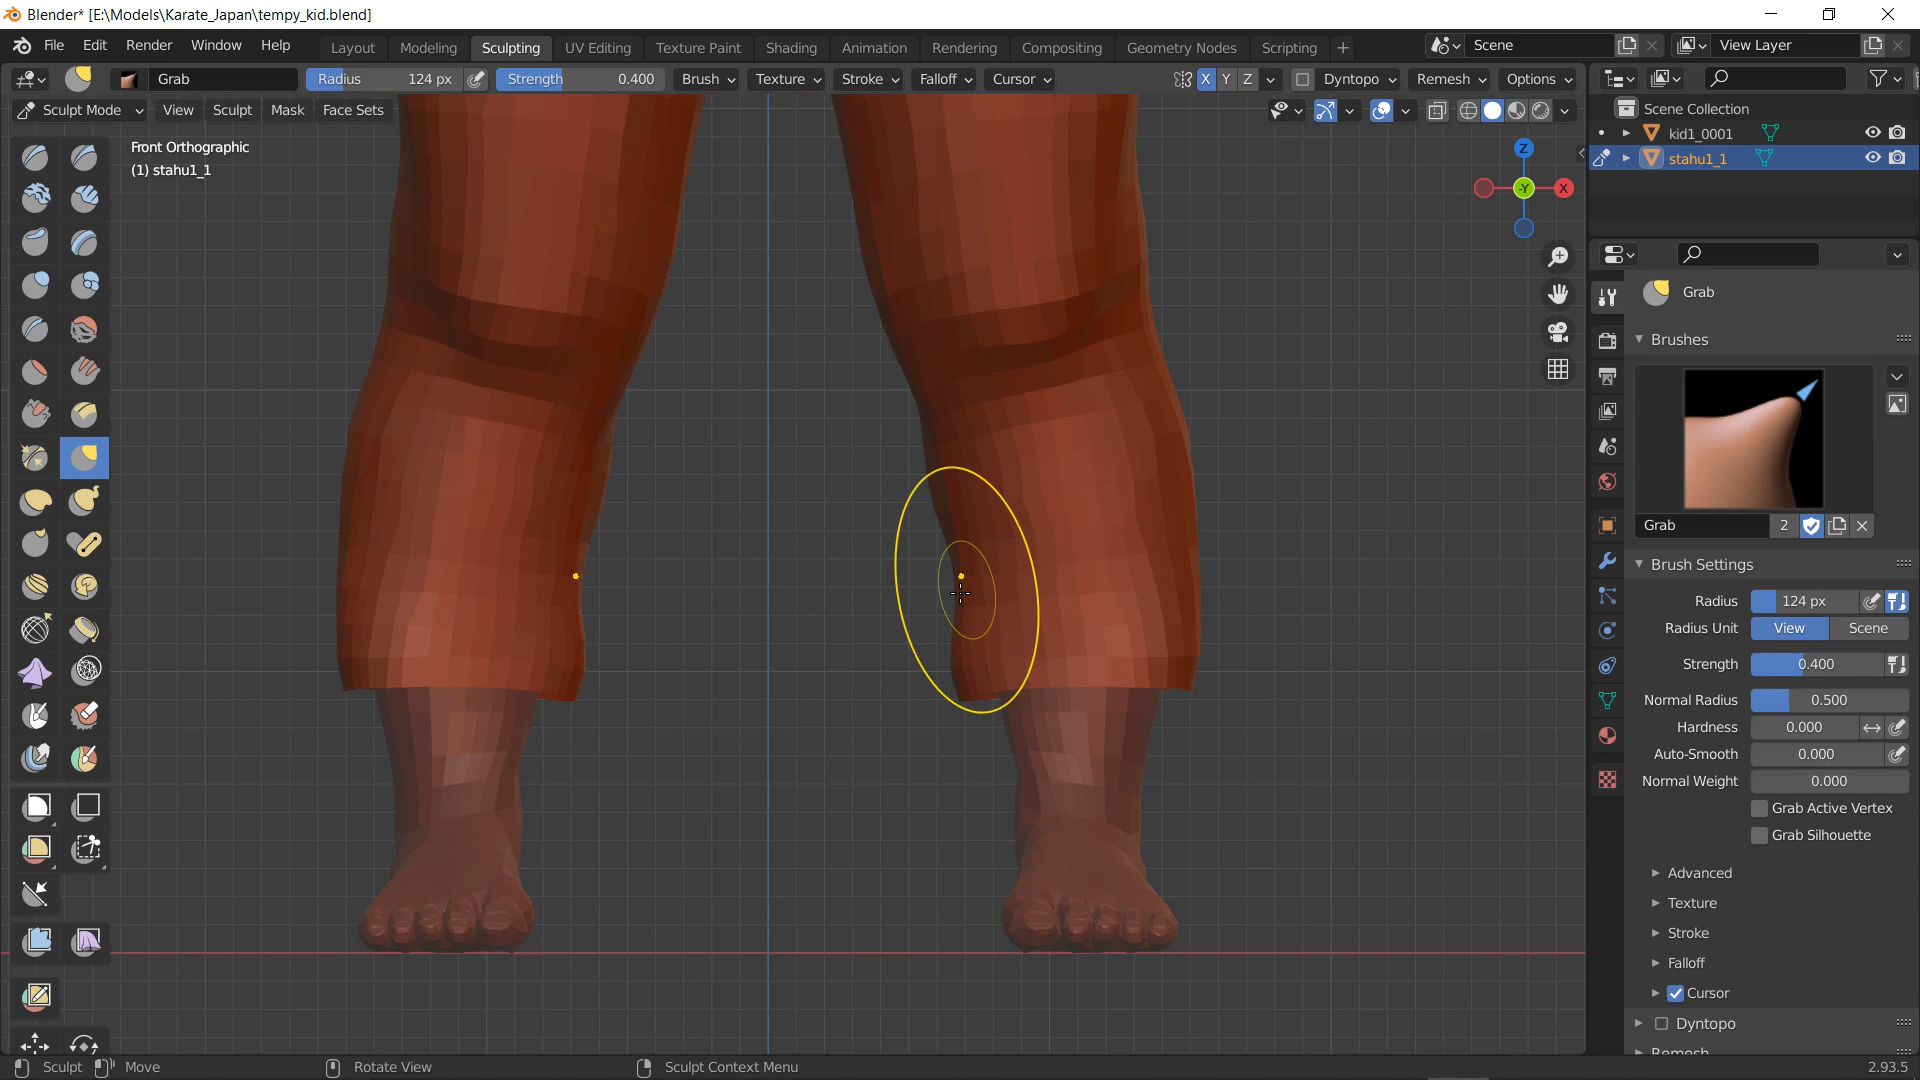 Blender* [E:\Models\Karate_Japan\tempy_kid.blend]
File Edit Render Window Help Layout Modeling Sculpting UV Editing Texture Paint Shading Animation Rendering Compositing Geometry Nodes Scripting + Scene View Layer
Grab Radius 124 px Strength 0.400 Brush Texture Stroke Falloff Cursor X Y Z Dyntopo Remesh Options
Sculpt Mode View Sculpt Mask Face Sets
Front Orthographic
(1) stahu1_1
Z
-Y
X
Scene Collection
kid1_0001
stahu1_1
Grab
Brushes
Grab 2
Brush Settings
Radius 124 px
Radius Unit View Scene
Strength 0.400
Normal Radius 0.500
Hardness 0.000
Auto-Smooth 0.000
Normal Weight 0.000
Grab Active Vertex
Grab Silhouette
Advanced
Texture
Stroke
Falloff
Cursor
Dyntopo
Remesh
Sculpt Move Rotate View Sculpt Context Menu 2.93.5